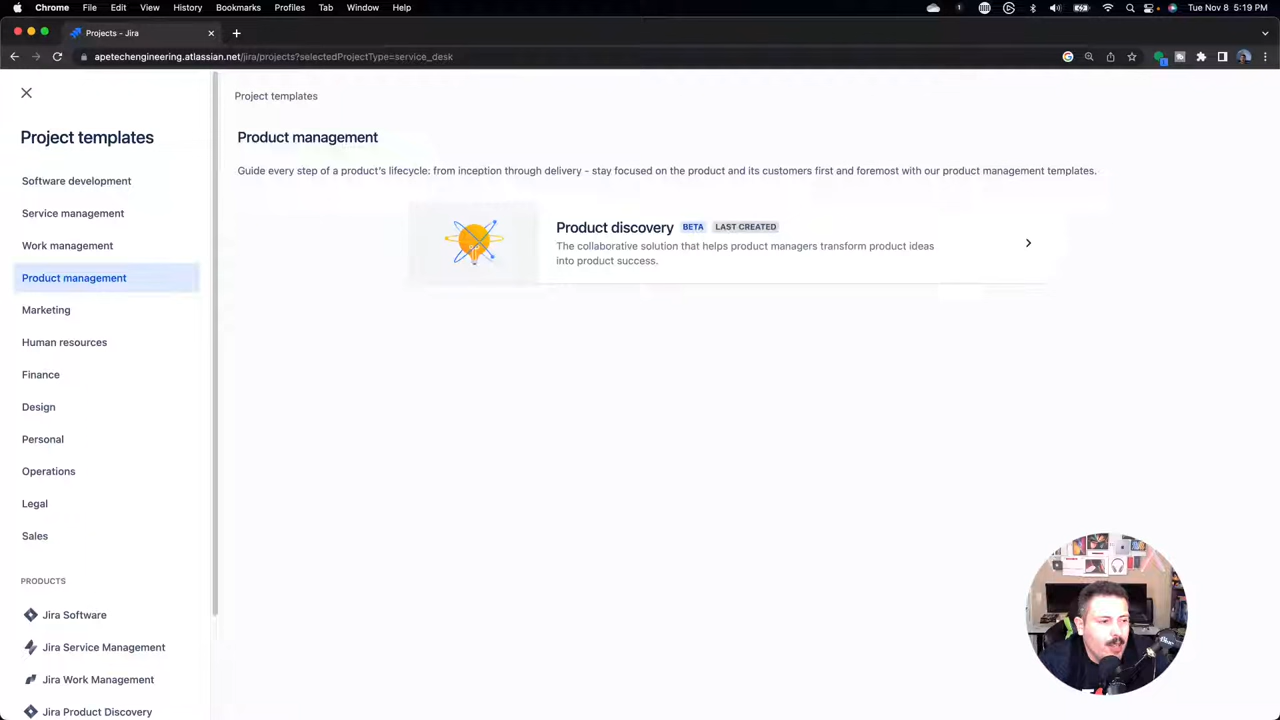 Chrome File Edit View History Bookmarks Profiles Tab Window Help Tue Nov 8 5:19 PM
Projects - Jira
apetechengineering.atlassian.net/jira/projects?selectedProjectType=service_desk
Project templates
Software development
Service management
Work management
Product management
Marketing
Human resources
Finance
Design
Personal
Operations
Legal
Sales
PRODUCTS
Jira Software
Jira Service Management
Jira Work Management
Jira Product Discovery
Project templates
Product management
Guide every step of a product's lifecycle: from inception through delivery - stay focused on the product and its customers first and foremost with our product management templates.
Product discovery BETA LAST CREATED
The collaborative solution that helps product managers transform product ideas
into product success.